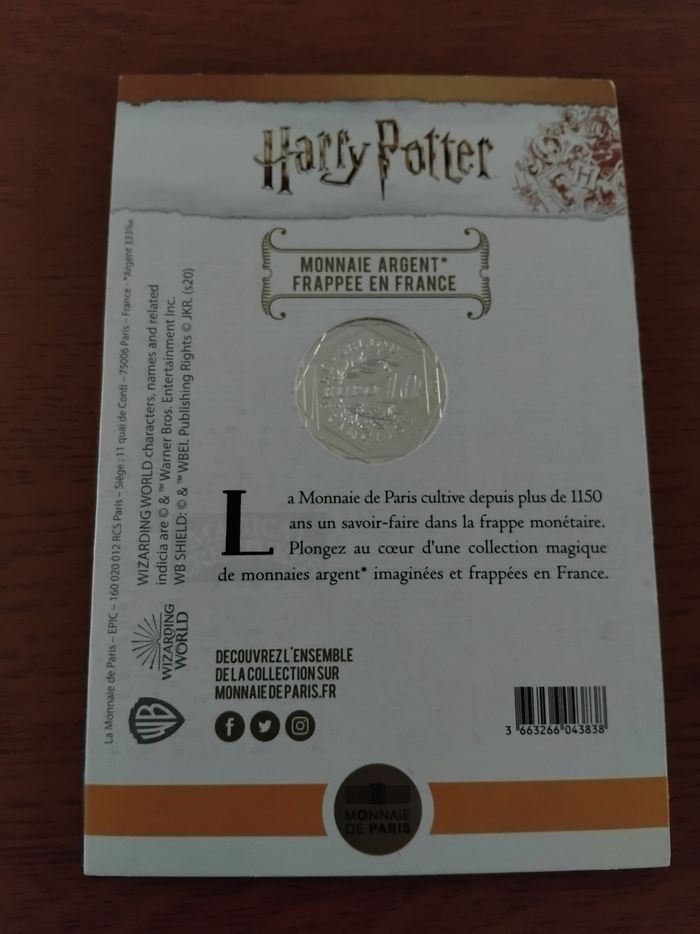 Harry Potter
MONNAIE ARGENT*
FRAPPÉE EN FRANCE
EURO 10
La Monnaie de Paris cultive depuis plus de 1150
ans un savoir-faire dans la frappe monétaire.
Plongez au cœur d'une collection magique
de monnaies argent* imaginées et frappées en France.
DECOUVREZ L'ENSEMBLE
DE LA COLLECTION SUR
MONNAIEDEPARIS.FR
3 663266 043838
MONNAIE
DE PARIS
La Monnaie de Paris – EPIC – 160 020 012 RCS Paris – Siège : 11 quai de Conti – 75006 Paris – France - *Argent 333‰
WIZARDING WORLD characters, names and related
indicia are © & ™ Warner Bros. Entertainment Inc.
WB SHIELD: © & ™ WBEI. Publishing Rights © JKR. (s20)
WIZARDING
WORLD
WB